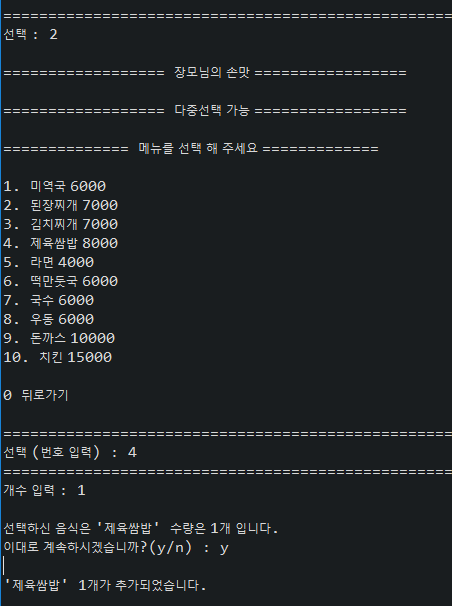 ==================================================
선택 : 2
================== 장모님의 손맛 =================
================== 다중선택 가능 =================
============== 메뉴를 선택 해 주세요 =============
1. 미역국 6000
2. 된장찌개 7000
3. 김치찌개 7000
4. 제육쌈밥 8000
5. 라면 4000
6. 떡만듯국 6000
7. 국수 6000
8. 우동 6000
9. 돈까스 10000
10. 치킨 15000
0 뒤로가기
==================================================
선택 (번호 입력) : 4
==================================================
개수 입력 : 1
선택하신 음식은 '제육쌈밥' 수량은 1개 입니다.
이대로 계속하시겠습니까?(y/n) : y
'제육쌈밥' 1개가 추가되었습니다.